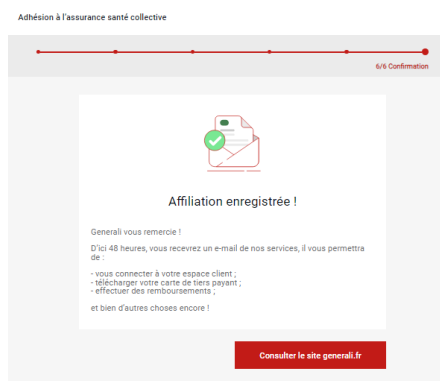 Adhésion à l'assurance santé collective
6/6 Confirmation
Affiliation enregistrée !
Generali vous remercie !
D'ici 48 heures, vous recevrez un e-mail de nos services, il vous permettra
de :
- vous connecter à votre espace client ;
- télécharger votre carte de tiers payant ;
- effectuer des remboursements ;
et bien d'autres choses encore !
Consulter le site generali.fr